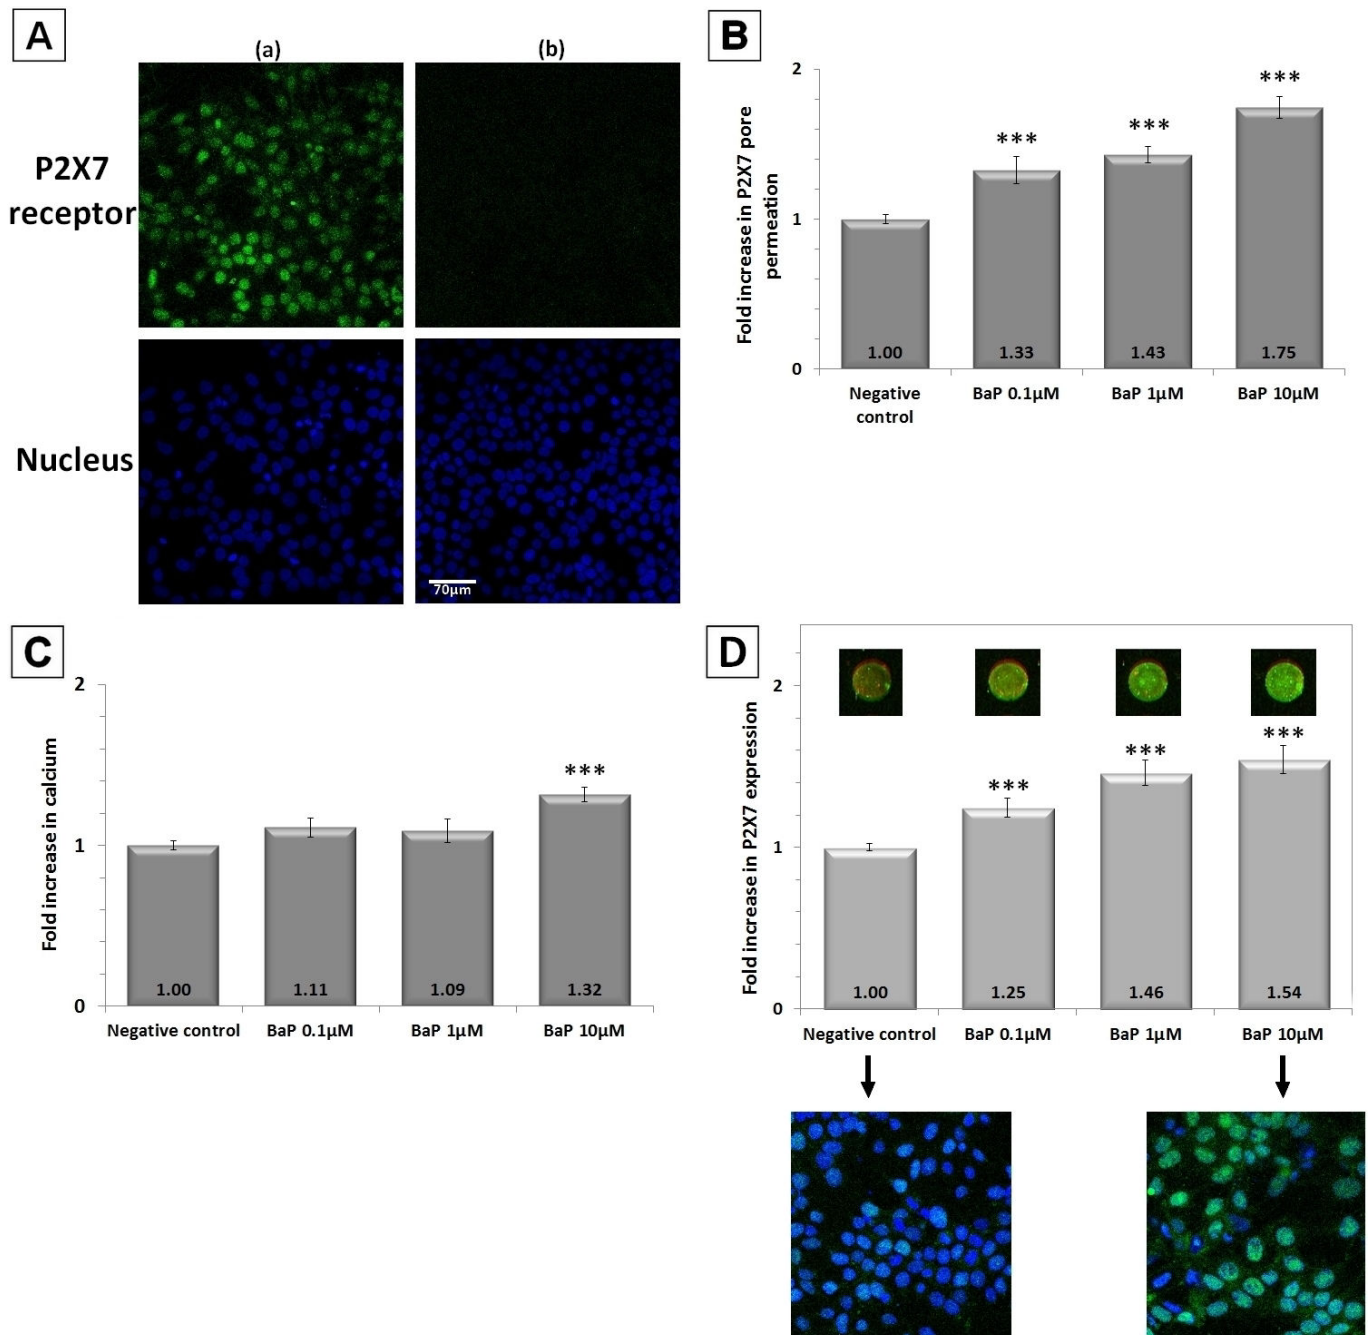 A
(a)
(b)
P2X7
receptor
Nucleus
70µm
B
Fold increase in P2X7 pore
permeation
2
1
0
***
***
***
1.00
1.33
1.43
1.75
Negative
control
BaP 0.1µM
BaP 1µM
BaP 10µM
C
Fold increase in calcium
2
1
0
***
1.00
1.11
1.09
1.32
Negative control
BaP 0.1µM
BaP 1µM
BaP 10µM
D
Fold increase in P2X7 expression
2
1
0
***
***
***
1.00
1.25
1.46
1.54
Negative control
BaP 0.1µM
BaP 1µM
BaP 10µM